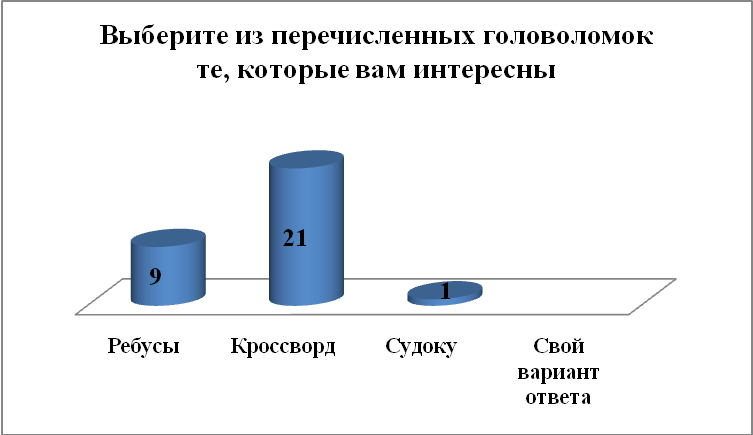 Выберите из перечисленных головоломок
те, которые вам интересны
9
21
1
Ребусы
Кроссворд
Судоку
Свой
вариант
ответа